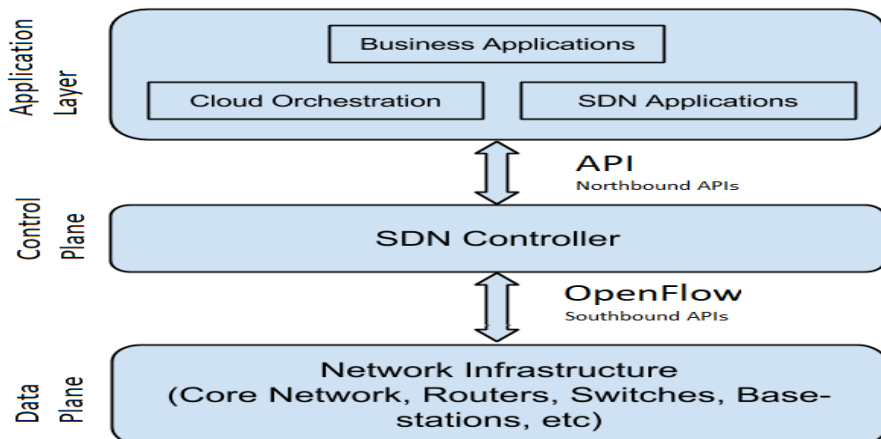 Application
Layer
Business Applications
Cloud Orchestration
SDN Applications
API
Northbound APIs
Control
Plane
SDN Controller
OpenFlow
Southbound APIs
Data
Plane
Network Infrastructure
(Core Network, Routers, Switches, Base-
stations, etc)